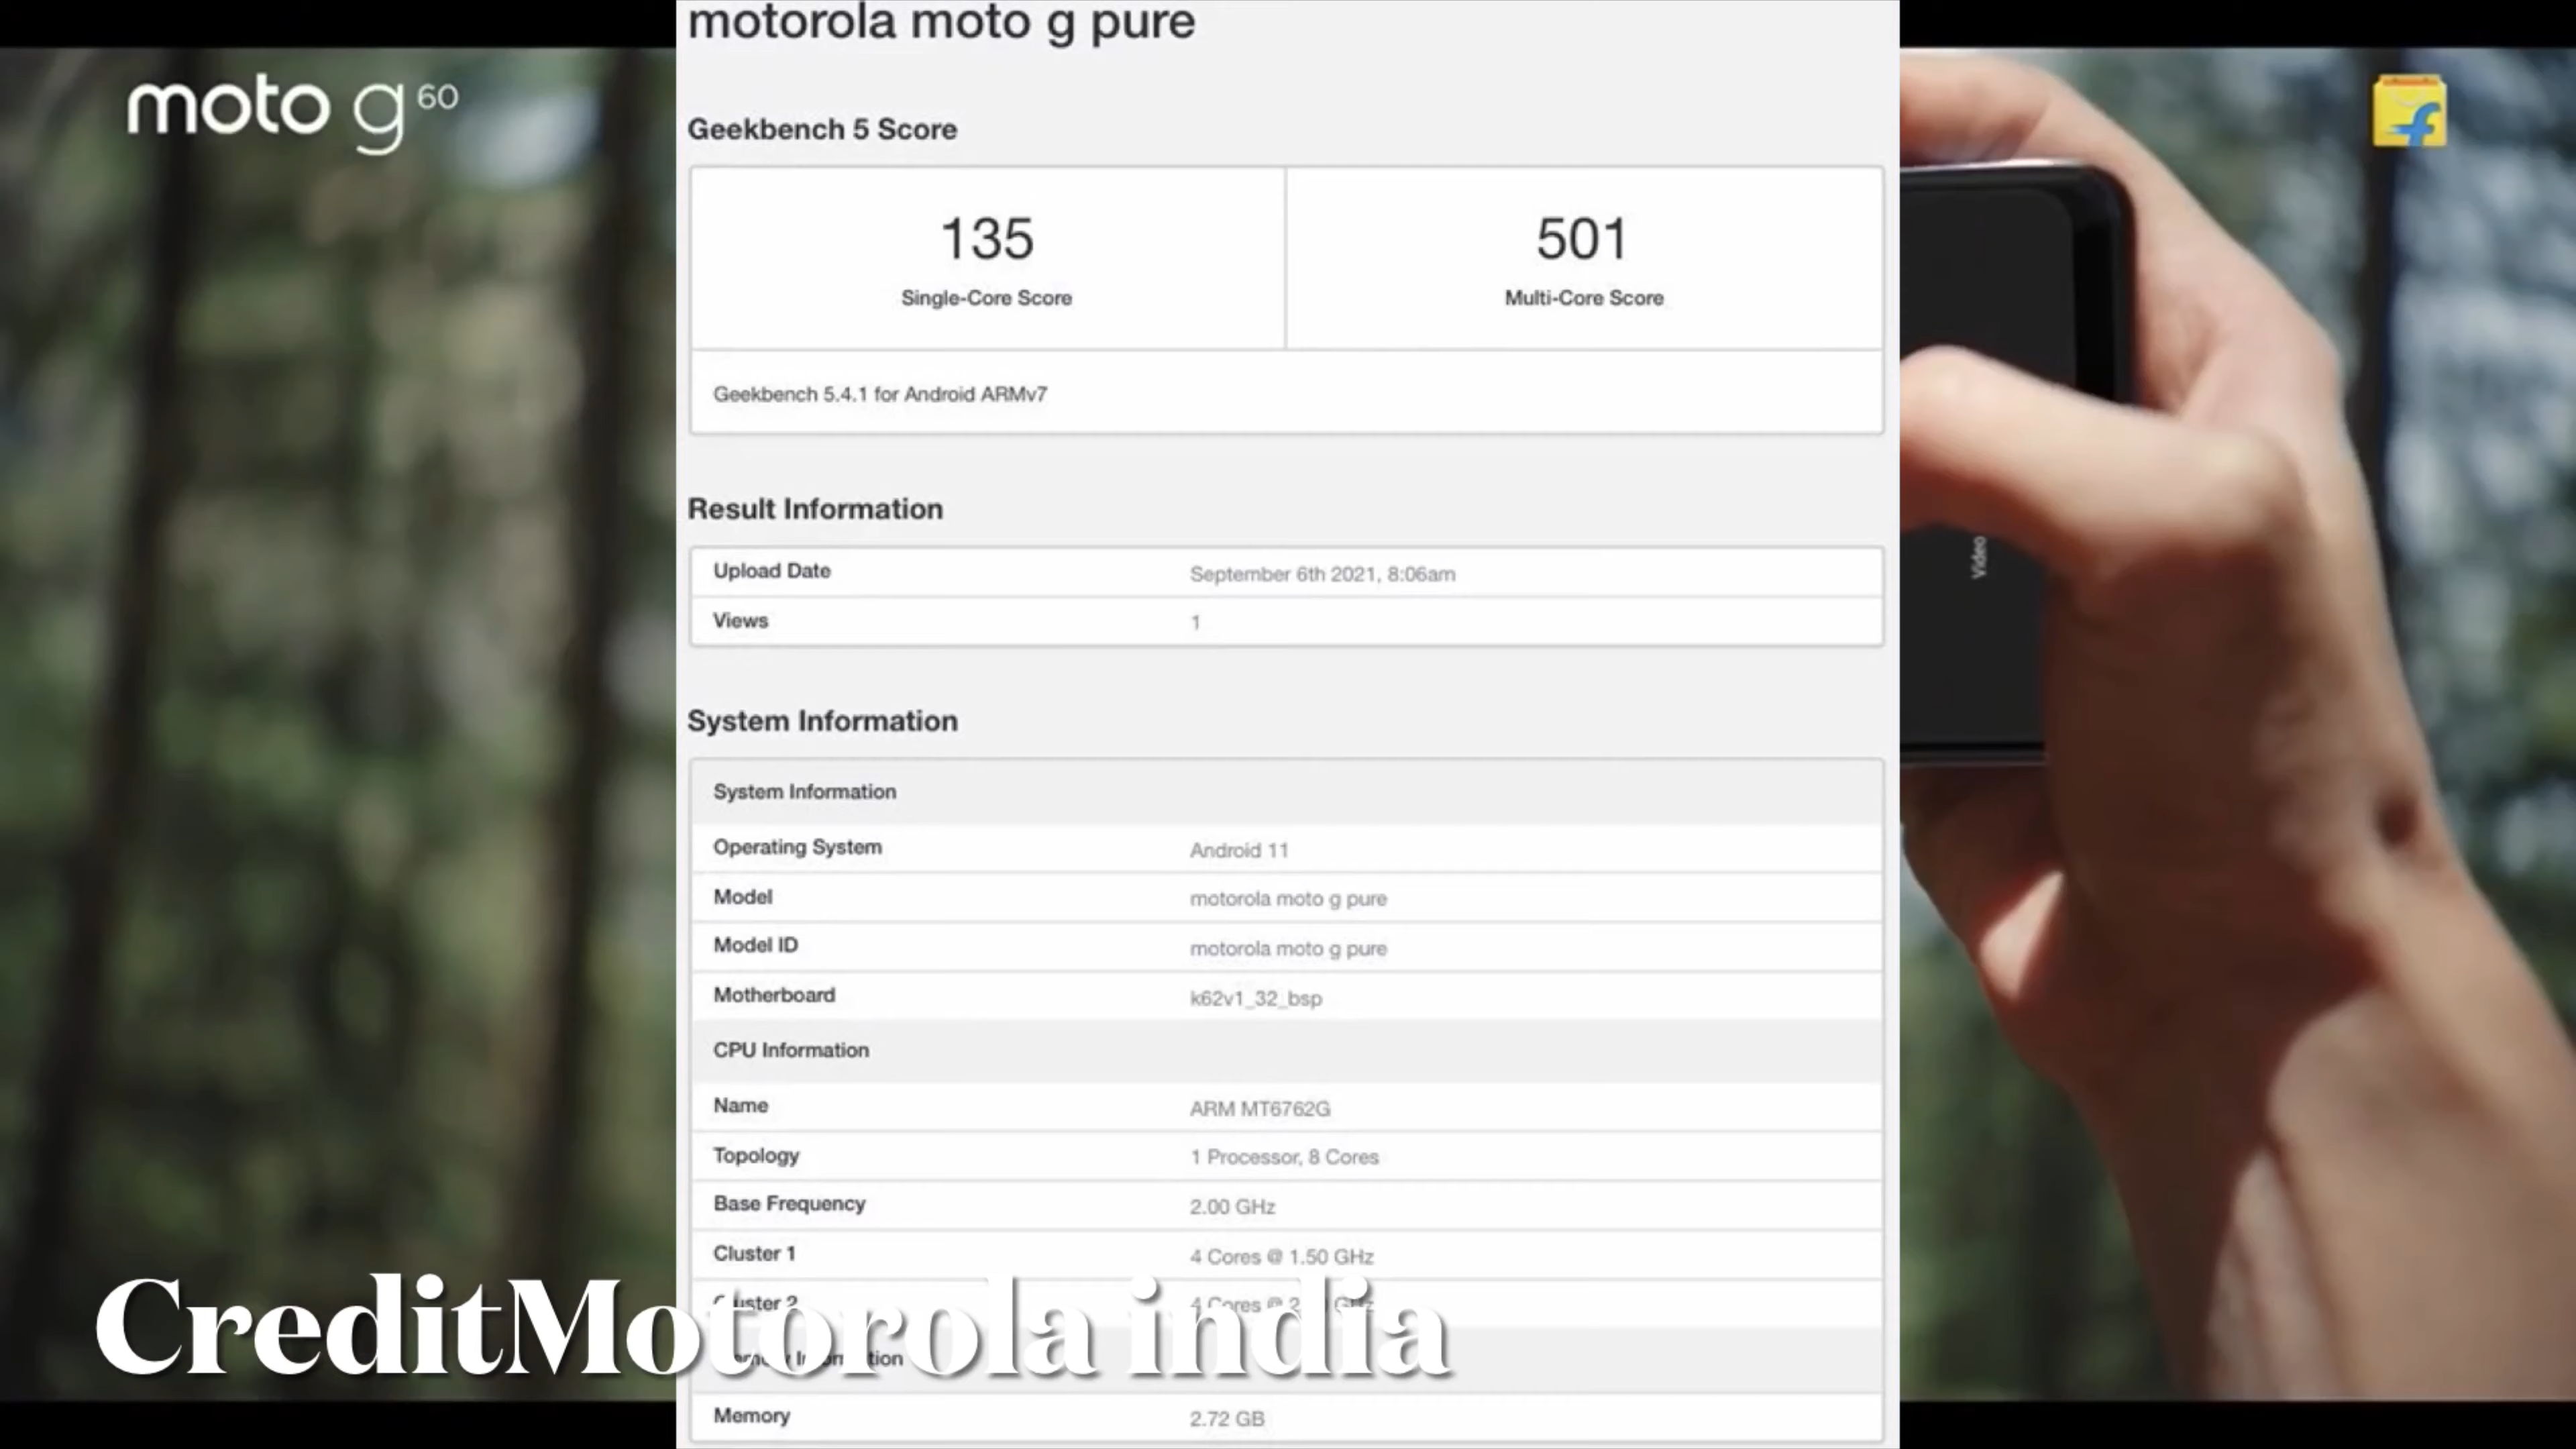 motorola moto g pure
moto g60
Geekbench 5 Score
135
Single-Core Score
501
Multi-Core Score
Geekbench 5.4.1 for Android ARMv7
Result Information
Upload Date September 6th 2021, 8:06am
Views 1
System Information
System Information
Operating System Android 11
Model motorola moto g pure
Model ID motorola moto g pure
Motherboard k62v1_32_bsp
CPU Information
Name ARM MT6762G
Topology 1 Processor, 8 Cores
Base Frequency 2.00 GHz
Cluster 1 4 Cores @ 1.50 GHz
4 Cores @
CreditMotorola india
Memory 2.72 GB
Video